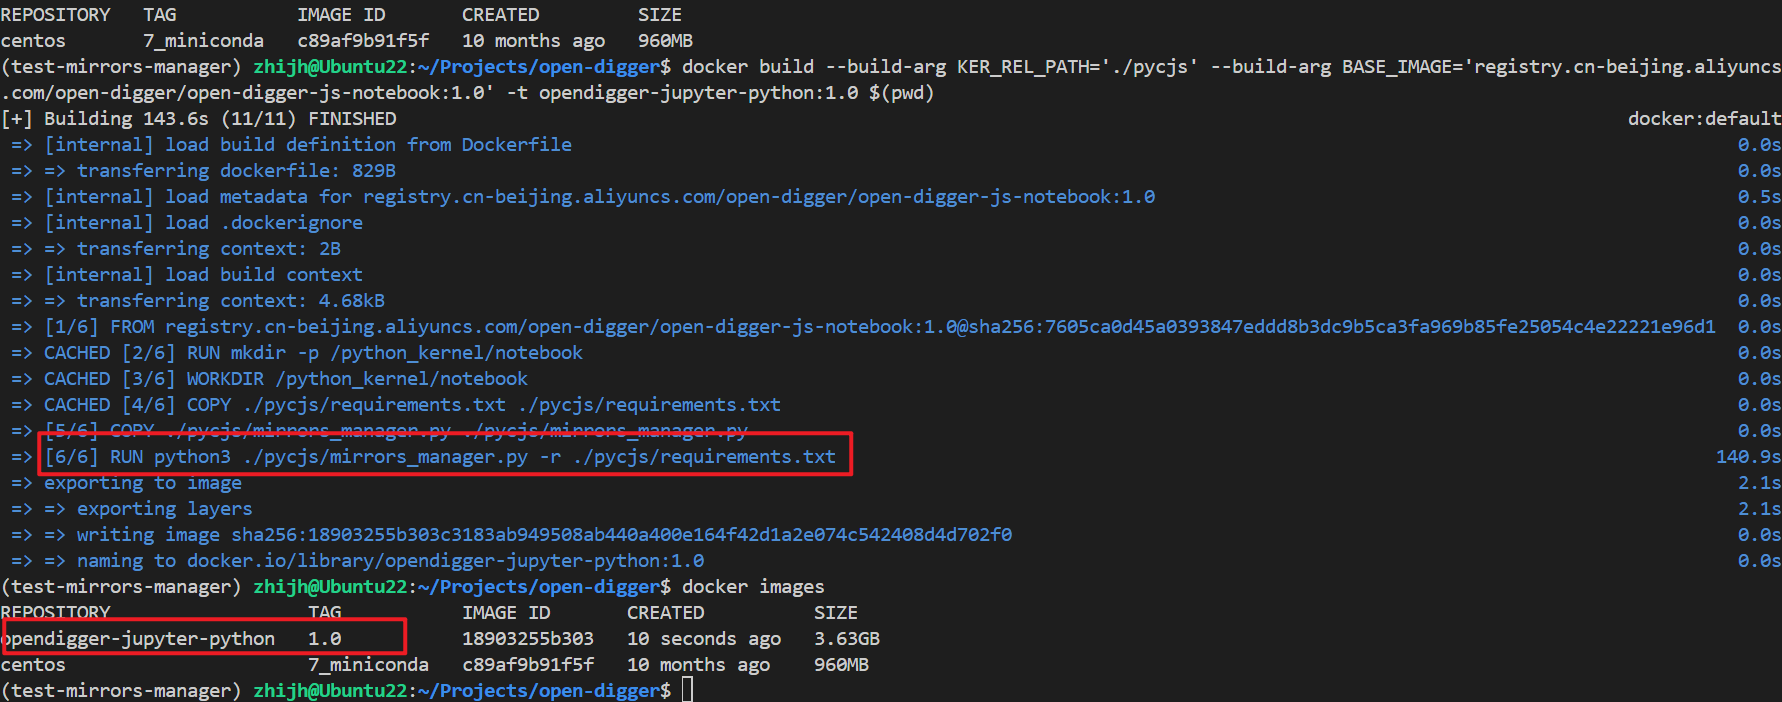 REPOSITORY   TAG           IMAGE ID       CREATED         SIZE
centos       7_miniconda   c89af9b91f5f   10 months ago   960MB
(test-mirrors-manager) zhijh@Ubuntu22:~/Projects/open-digger$ docker build --build-arg KER_REL_PATH='./pycjs' --build-arg BASE_IMAGE='registry.cn-beijing.aliyuncs
.com/open-digger/open-digger-js-notebook:1.0' -t opendigger-jupyter-python:1.0 $(pwd)
[+] Building 143.6s (11/11) FINISHED docker:default
=> [internal] load build definition from Dockerfile 0.0s
=> => transferring dockerfile: 829B 0.0s
=> [internal] load metadata for registry.cn-beijing.aliyuncs.com/open-digger/open-digger-js-notebook:1.0 0.5s
=> [internal] load .dockerignore 0.0s
=> => transferring context: 2B 0.0s
=> [internal] load build context 0.0s
=> => transferring context: 4.68kB 0.0s
=> [1/6] FROM registry.cn-beijing.aliyuncs.com/open-digger/open-digger-js-notebook:1.0@sha256:7605ca0d45a0393847eddd8b3dc9b5ca3fa969b85fe25054c4e22221e96d1 0.0s
=> CACHED [2/6] RUN mkdir -p /python_kernel/notebook 0.0s
=> CACHED [3/6] WORKDIR /python_kernel/notebook 0.0s
=> CACHED [4/6] COPY ./pycjs/requirements.txt ./pycjs/requirements.txt 0.0s
=> [5/6] COPY ./pycjs/mirrors_manager.py ./pycjs/mirrors_manager.py 0.0s
=> [6/6] RUN python3 ./pycjs/mirrors_manager.py -r ./pycjs/requirements.txt 140.9s
=> exporting to image 2.1s
=> => exporting layers 2.1s
=> => writing image sha256:18903255b303c3183ab949508ab440a400e164f42d1a2e074c542408d4d702f0 0.0s
=> => naming to docker.io/library/opendigger-jupyter-python:1.0 0.0s
(test-mirrors-manager) zhijh@Ubuntu22:~/Projects/open-digger$ docker images
REPOSITORY                  TAG           IMAGE ID       CREATED          SIZE
opendigger-jupyter-python   1.0           18903255b303   10 seconds ago   3.63GB
centos                      7_miniconda   c89af9b91f5f   10 months ago    960MB
(test-mirrors-manager) zhijh@Ubuntu22:~/Projects/open-digger$